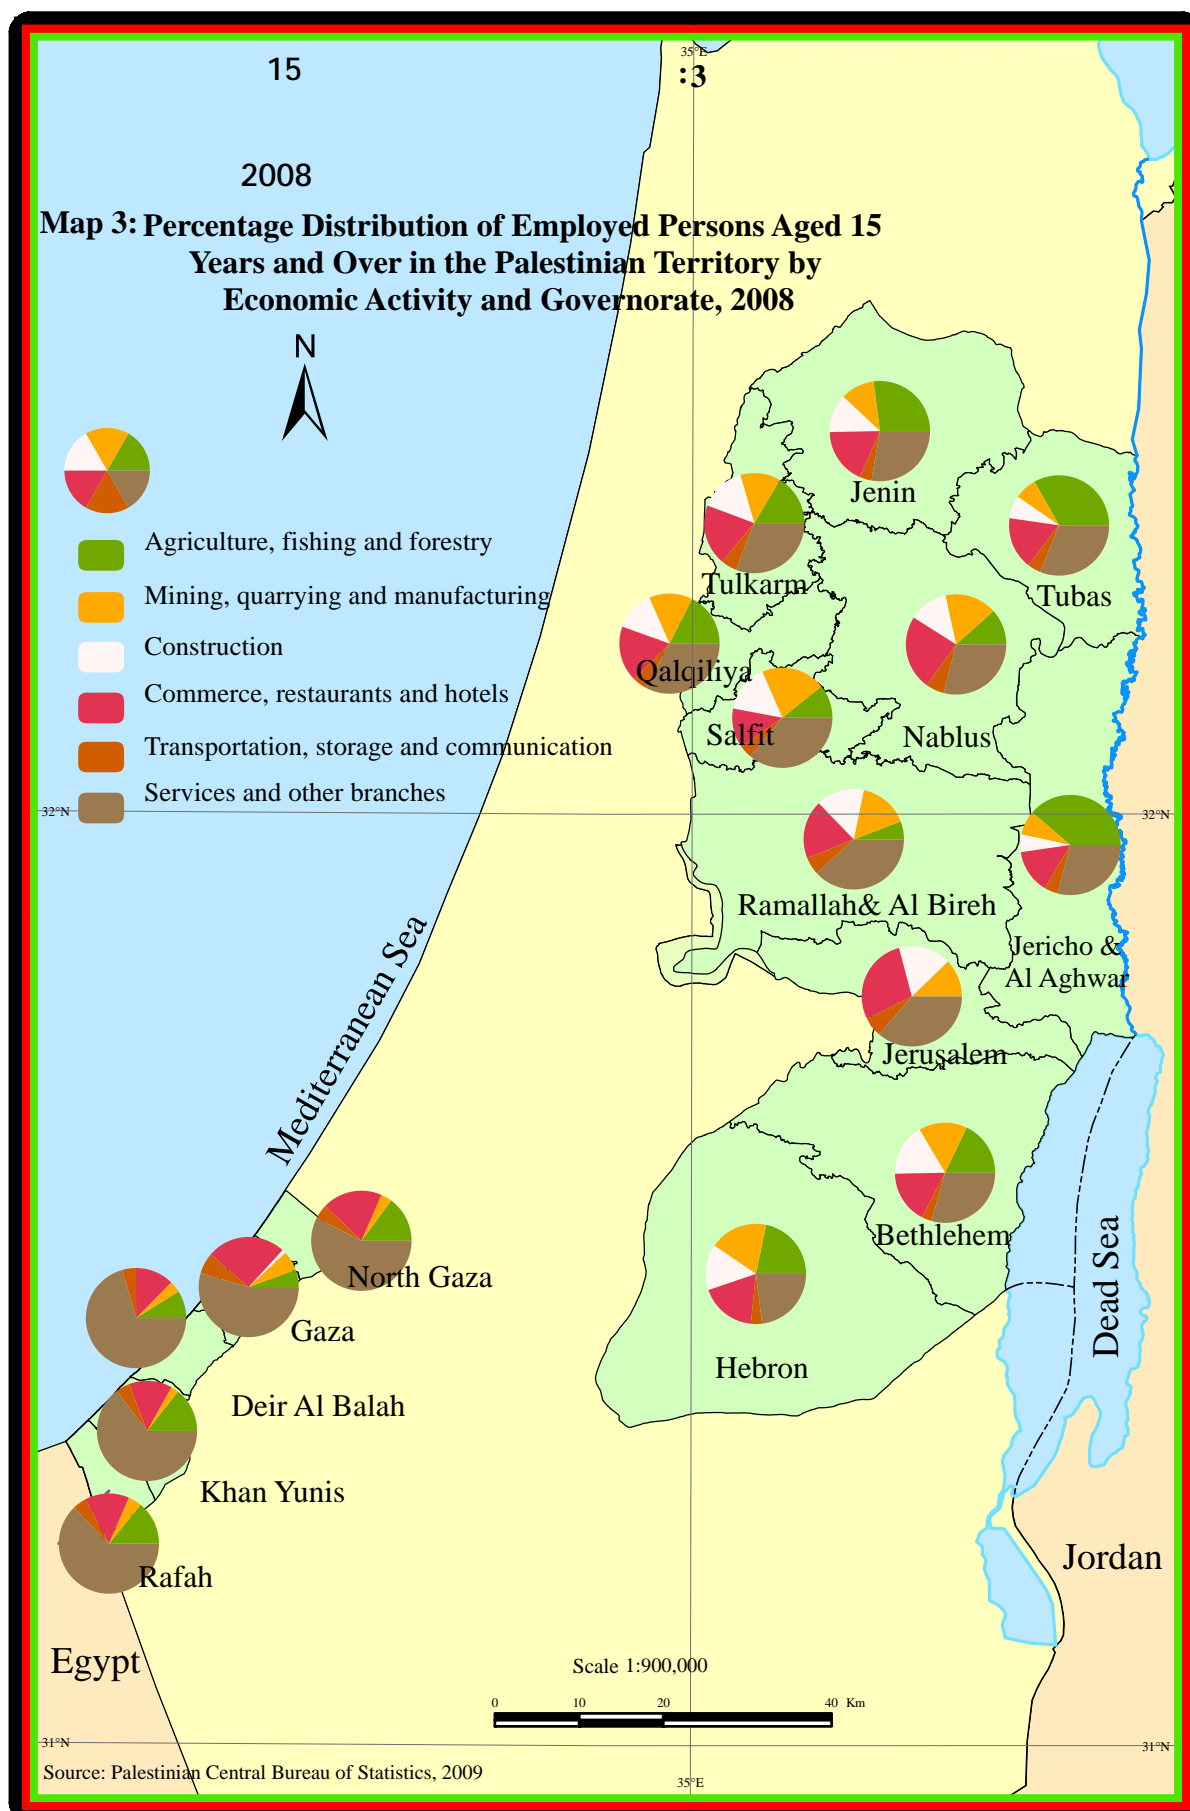 35°E
15
:3
2008
Map 3: Percentage Distribution of Employed Persons Aged 15
Years and Over in the Palestinian Territory by
Economic Activity and Governorate, 2008
N
Agriculture, fishing and forestry
Mining, quarrying and manufacturing
Construction
Commerce, restaurants and hotels
Transportation, storage and communication
Services and other branches
Jenin
Tulkarm
Tubas
Qalqiliya
Salfit
Nablus
32°N
32°N
Ramallah& Al Bireh
Jericho &
Al Aghwar
Jerusalem
Mediterranean Sea
Bethlehem
Dead Sea
North Gaza
Gaza
Hebron
Deir Al Balah
Khan Yunis
Rafah
Jordan
Egypt
Scale 1:900,000
0 10 20 40 Km
31°N
31°N
Source: Palestinian Central Bureau of Statistics, 2009
35°E